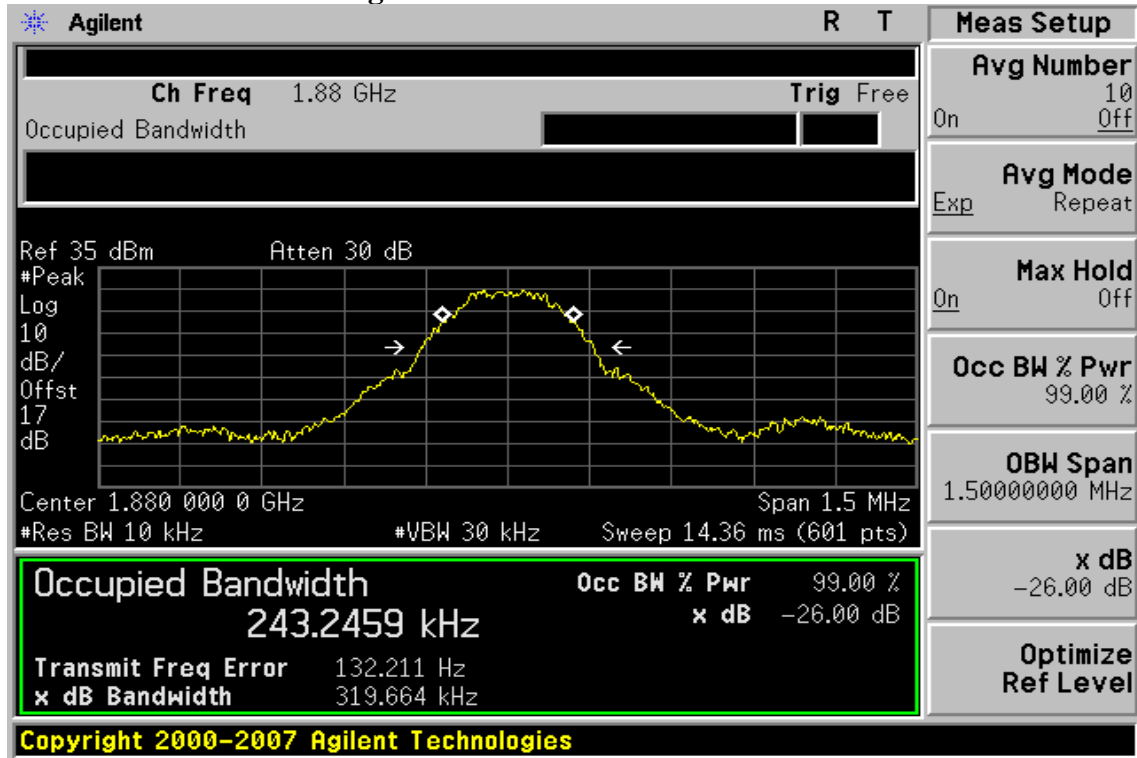 Agilent R T
Ch Freq 1.88 GHz Trig Free
Occupied Bandwidth
Ref 35 dBm Atten 30 dB
#Peak
Log
10
dB/
Offst
17
dB
Center 1.880 000 0 GHz Span 1.5 MHz
#Res BW 10 kHz #VBW 30 kHz Sweep 14.36 ms (601 pts)
Occupied Bandwidth Occ BW % Pwr 99.00 %
243.2459 kHz x dB -26.00 dB
Transmit Freq Error 132.211 Hz
x dB Bandwidth 319.664 kHz
Copyright 2000-2007 Agilent Technologies
Meas Setup
Avg Number
10
On Off
Avg Mode
Exp Repeat
Max Hold
On Off
Occ BW % Pwr
99.00 %
OBW Span
1.50000000 MHz
x dB
-26.00 dB
Optimize
Ref Level